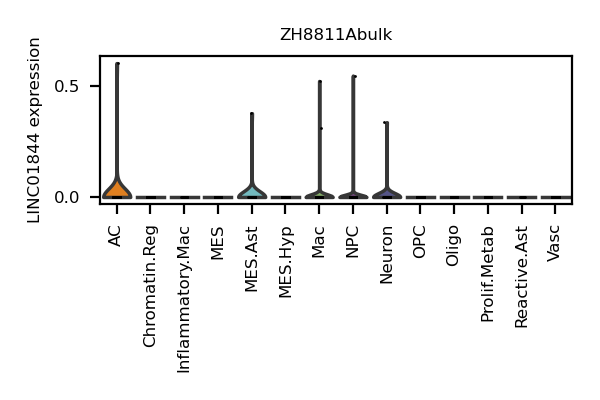 ZH8811Abulk
LINC01844 expression
0.5
0.0
AC
Chromatin.Reg
Inflammatory.Mac
MES
MES.Ast
MES.Hyp
Mac
NPC
Neuron
OPC
Oligo
Prolif.Metab
Reactive.Ast
Vasc